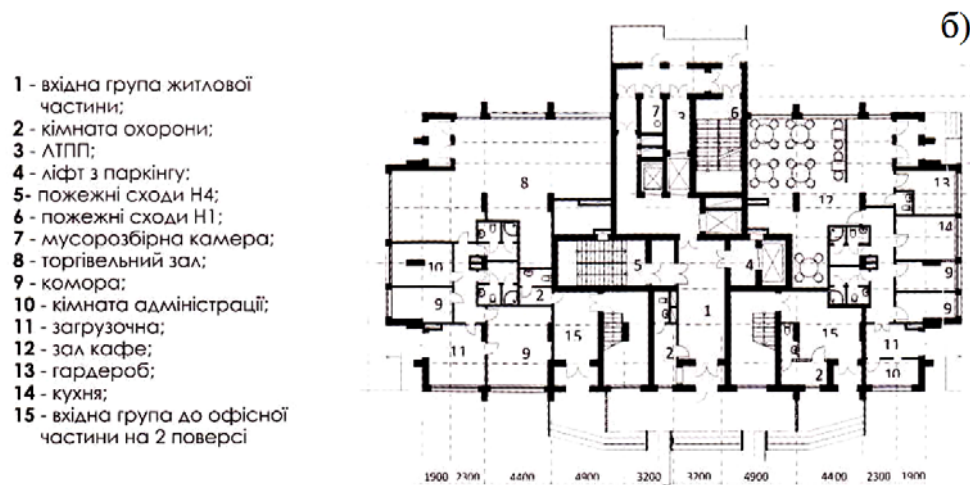 б)
1 - вхідна група житлової
частини;
2 - кімната охорони;
3 - ЛТПП;
4 - ліфт з паркінгу;
5- пожежні сходи Н4;
6 - пожежні сходи Н1;
7 - мусорозбірна камера;
8 - торгівельний зал;
9 - комора;
10 - кімната адміністрації;
11 - загрузочна;
12 - зал кафе;
13 - гардероб;
14 - кухня;
15 - вхідна група до офісної
частини на 2 поверсі
7
3
6
8
12
13
14
10
9
5
4
2
9
9
15
1
15
11
11
9
2
2
10
1900 2300 4400 4900 3200 3200 4900 4400 2300 1900